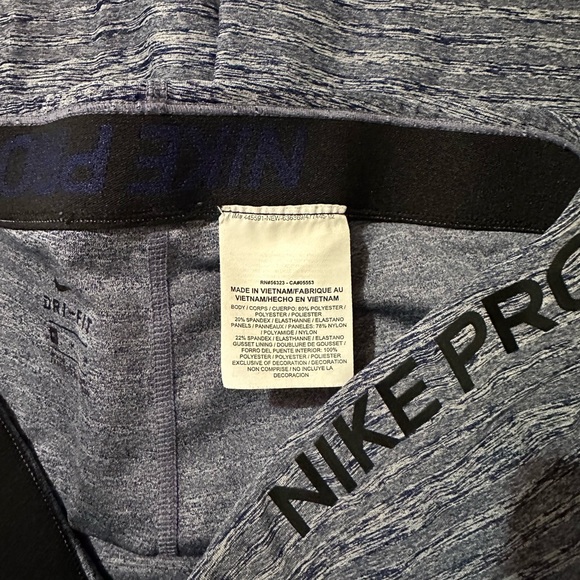 NIKE PRO
DRI-FIT
RN#56323 - CA#05553
MADE IN VIETNAM/FABRIQUE AU
VIETNAM/HECHO EN VIETNAM
BODY / CORPS / CUERPO: 80% POLYESTER /
POLYESTER / POLIESTER
20% SPANDEX / ELASTHANNE / ELASTANO
PANELS / PANNEAUX / PANELES: 78% NYLON
/ POLYAMIDE / NYLON
22% SPANDEX / ELASTHANNE / ELASTANO
GUSSET LINING / DOUBLURE DE GOUSSET /
FORRO DEL PUENTE INTERIOR: 100%
POLYESTER / POLYESTER / POLIESTER
EXCLUSIVE OF DECORATION / DECORATION
NON COMPRISE / NO INCLUYE LA
DECORACIÓN
NIKE PRO